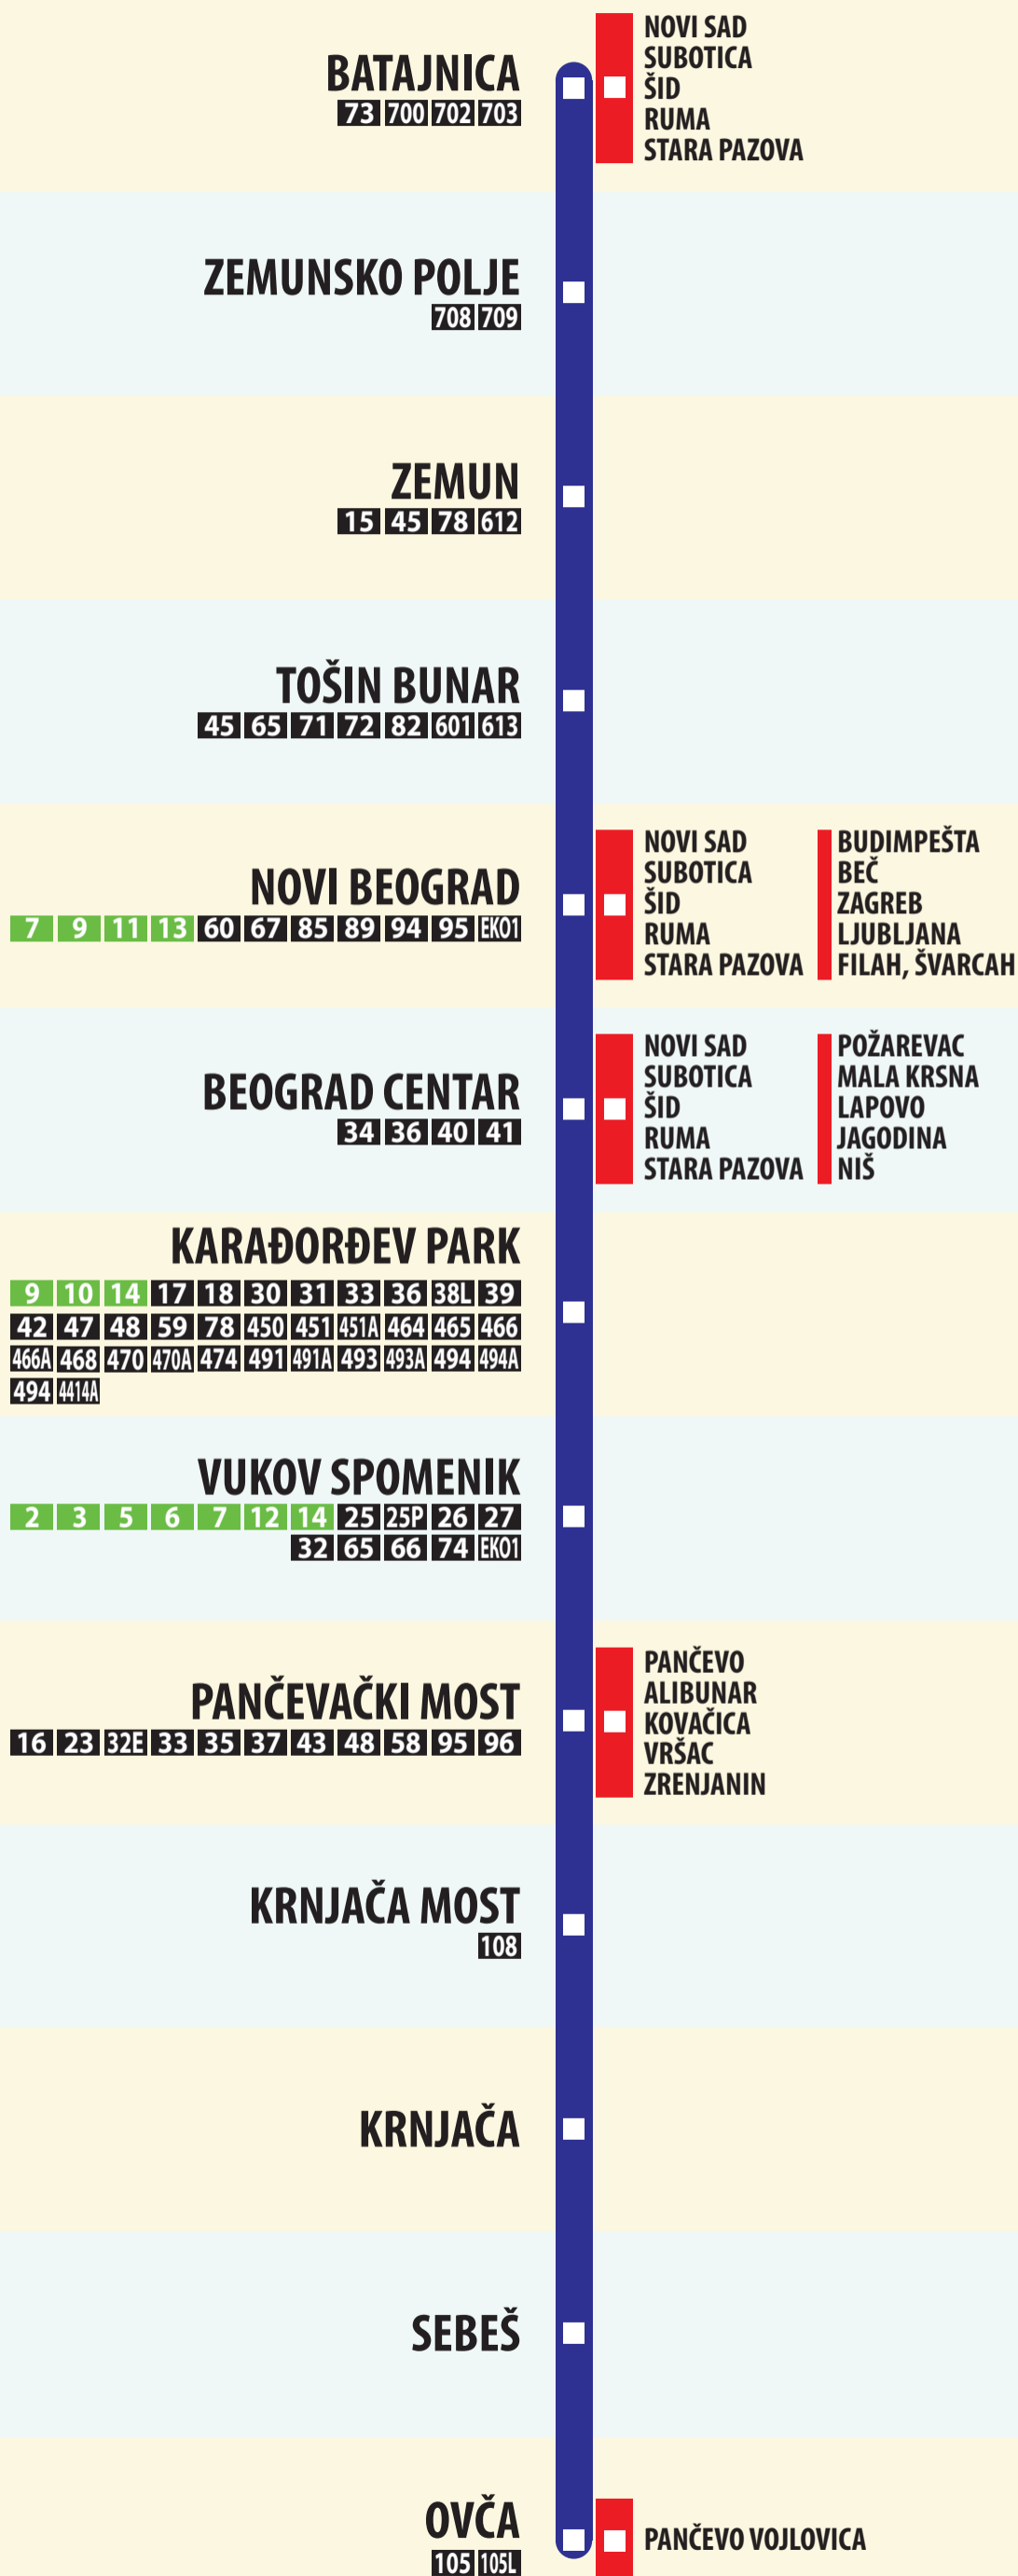 BATAJNICA
73 700 702 703
NOVI SAD
SUBOTICA
ŠID
RUMA
STARA PAZOVA
ZEMUNSKO POLJE
708 709
ZEMUN
15 45 78 612
TOŠIN BUNAR
45 65 71 72 82 601 613
NOVI BEOGRAD
7 9 11 13 60 67 85 89 94 95 EKO1
NOVI SAD
SUBOTICA
ŠID
RUMA
STARA PAZOVA
BUDIMPEŠTA
BEČ
ZAGREB
LJUBLJANA
FILAH, ŠVARCAH
BEOGRAD CENTAR
34 36 40 41
NOVI SAD
SUBOTICA
ŠID
RUMA
STARA PAZOVA
POŽAREVAC
MALA KRSNA
LAPOVO
JAGODINA
NIŠ
KARAĐORĐEV PARK
9 10 14 17 18 30 31 33 36 38L 39
42 47 48 59 78 450 451 451A 464 465 466
466A 468 470 470A 474 491 491A 493 493A 494 494A
494 4414A
VUKOV SPOMENIK
2 3 5 6 7 12 14 25 25P 26 27
32 65 66 74 EKO1
PANČEVAČKI MOST
16 23 32E 33 35 37 43 48 58 95 96
PANČEVO
ALIBUNAR
KOVAČICA
VRŠAC
ZRENJANIN
KRNJAČA MOST
108
KRNJAČA
SEBEŠ
OVČA
105 105L
PANČEVO VOJLOVICA